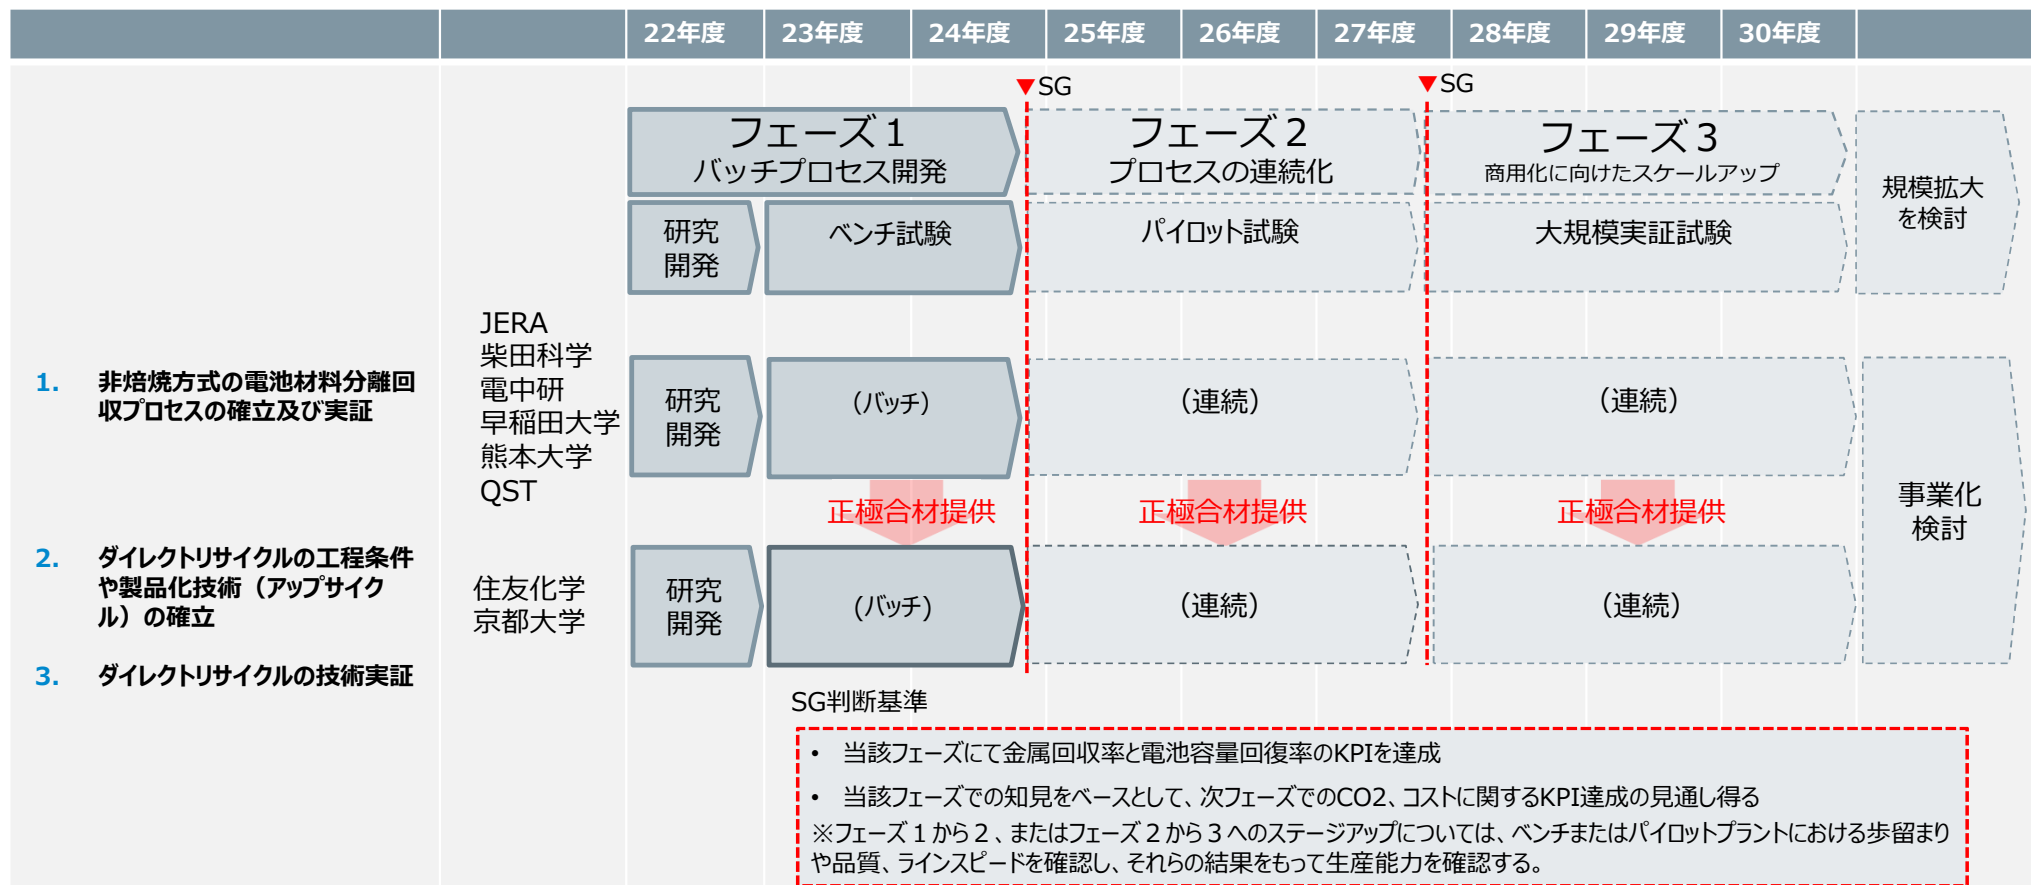 22年度
23年度
24年度
25年度
26年度
27年度
28年度
29年度
30年度
SG
SG
フェーズ１
バッチプロセス開発
フェーズ２
プロセスの連続化
フェーズ３
商用化に向けたスケールアップ
規模拡大
を検討
研究
開発
ベンチ試験
パイロット試験
大規模実証試験
1. 非焙焼方式の電池材料分離回
収プロセスの確立及び実証
JERA
柴田科学
電中研
早稲田大学
熊本大学
QST
研究
開発
（バッチ）
（連続）
（連続）
正極合材提供
正極合材提供
正極合材提供
事業化
検討
2. ダイレクトリサイクルの工程条件
や製品化技術（アップサイク
ル）の確立
住友化学
京都大学
研究
開発
(バッチ)
（連続）
（連続）
3. ダイレクトリサイクルの技術実証
SG判断基準
• 当該フェーズにて金属回収率と電池容量回復率のKPIを達成
• 当該フェーズでの知見をベースとして、次フェーズでのCO2、コストに関するKPI達成の見通し得る
※フェーズ１から２、またはフェーズ２から３へのステージアップについては、ベンチまたはパイロットプラントにおける歩留まり
や品質、ラインスピードを確認し、それらの結果をもって生産能力を確認する。